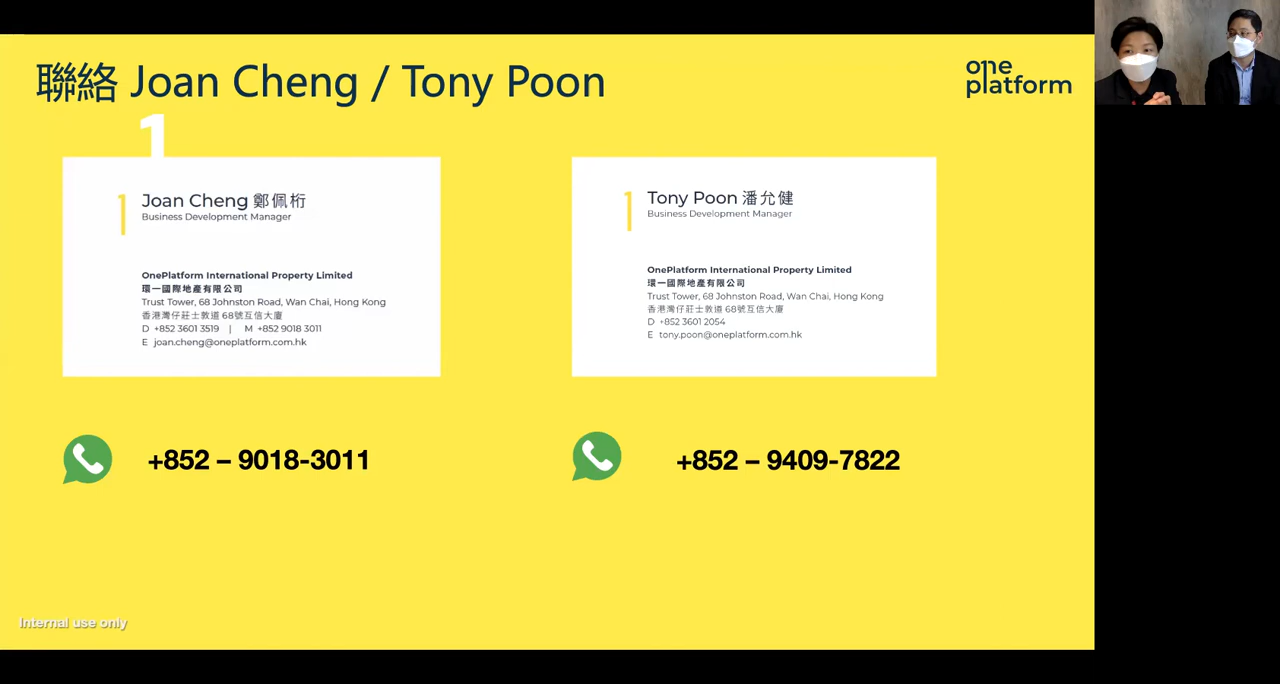 聯絡 Joan Cheng / Tony Poon
one
platform
1
1
Joan Cheng 鄭佩桁
Business Development Manager
OnePlatform International Property Limited
環一國際地產有限公司
Trust Tower, 68 Johnston Road, Wan Chai, Hong Kong
香港灣仔莊士敦道 68號互信大廈
D +852 3601 3519 | M +852 9018 3011
E joan.cheng@oneplatform.com.hk
1
Tony Poon 潘允健
Business Development Manager
OnePlatform International Property Limited
環一國際地產有限公司
Trust Tower, 68 Johnston Road, Wan Chai, Hong Kong
香港灣仔莊士敦道 68號互信大廈
D +852 3601 2054
E tony.poon@oneplatform.com.hk
+852 – 9018-3011
+852 – 9409-7822
Internal use only